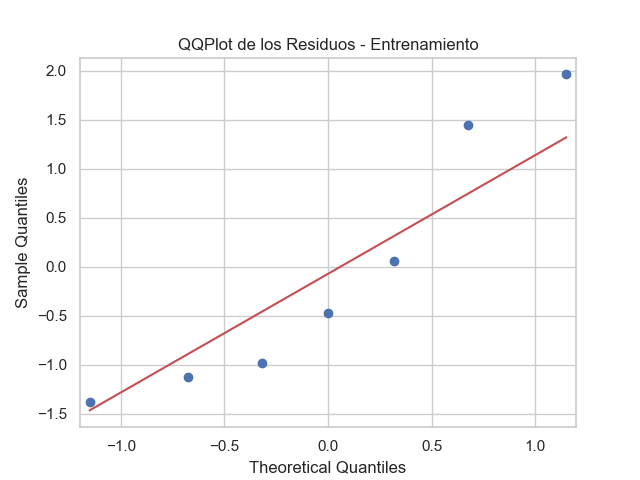 QQPlot de los Residuos - Entrenamiento
2.0
1.5
1.0
0.5
0.0
−0.5
−1.0
−1.5
Sample Quantiles
−1.0 −0.5 0.0 0.5 1.0
Theoretical Quantiles